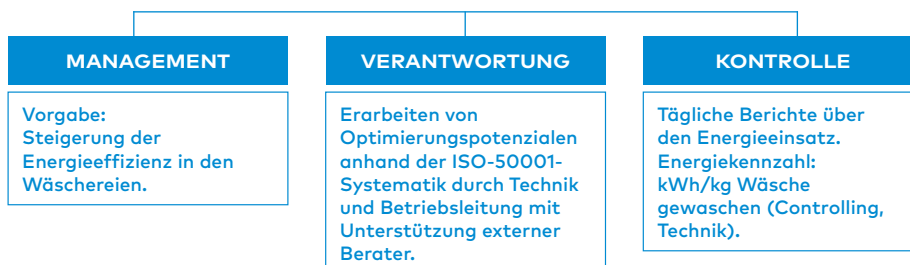 MANAGEMENT
Vorgabe:
Steigerung der
Energieeffizienz in den
Wäschereien.
VERANTWORTUNG
Erarbeiten von
Optimierungspotenzialen
anhand der ISO-50001-
Systematik durch Technik
und Betriebsleitung mit
Unterstützung externer
Berater.
KONTROLLE
Tägliche Berichte über
den Energieeinsatz.
Energiekennzahl:
kWh/kg Wäsche
gewaschen (Controlling,
Technik).